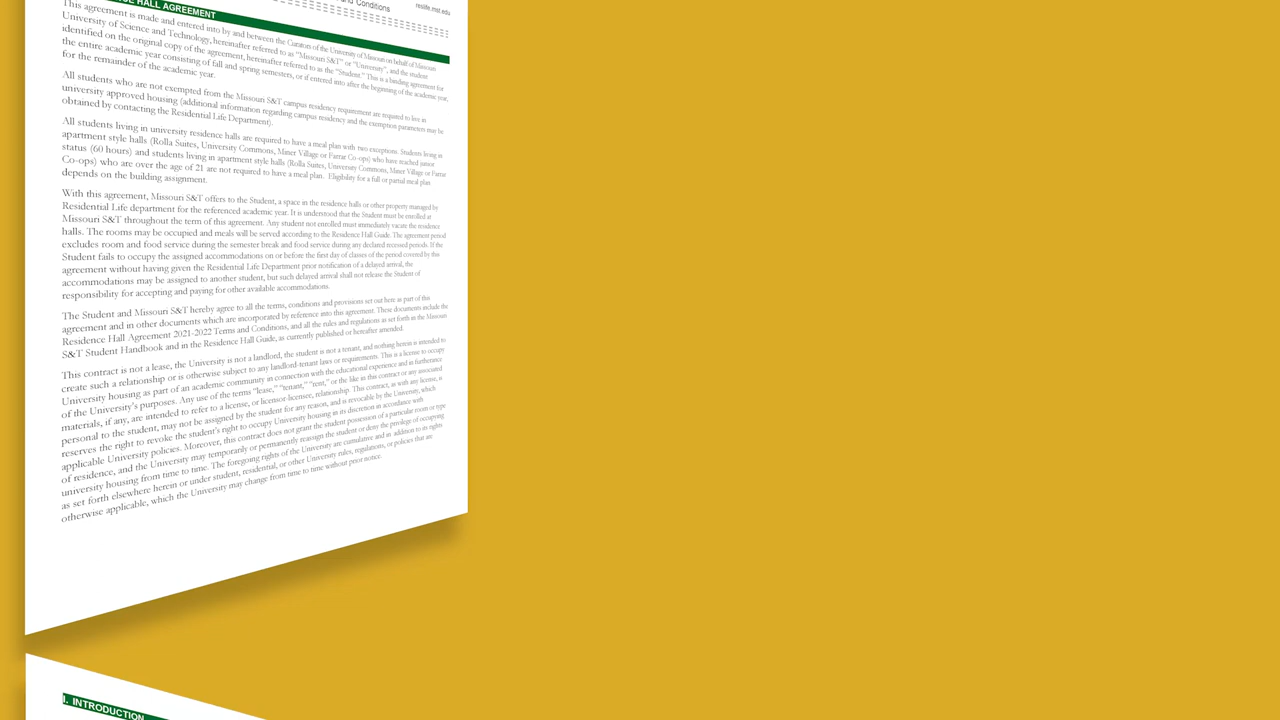 and Conditions
reslife.mst.edu
HALL AGREEMENT
This agreement is made and entered into by and between the Curators of the University of Missouri on behalf of Missouri
University of Science and Technology, hereinafter referred to as "Missouri S&T" or "University", and the student
identified on the original copy of the agreement, hereinafter referred to as the "Student." This is a binding agreement for
the entire academic year consisting of fall and spring semesters, or if entered into after the beginning of the academic year,
for the remainder of the academic year.
All students who are not exempted from the Missouri S&T campus residency requirement are required to live in
university approved housing (additional information regarding campus residency and the exemption parameters may be
obtained by contacting the Residential Life Department).
All students living in university residence halls are required to have a meal plan with two exceptions. Students living in
apartment style halls (Rolla Suites, University Commons, Miner Village or Farrar Co-ops) who have reached junior
status (60 hours) and students living in apartment style halls (Rolla Suites, University Commons, Miner Village or Farrar
Co-ops) who are over the age of 21 are not required to have a meal plan. Eligibility for a full or partial meal plan
depends on the building assignment.
With this agreement, Missouri S&T offers to the Student, a space in the residence halls or other property managed by
Residential Life department for the referenced academic year. It is understood that the Student must be enrolled at
Missouri S&T throughout the term of this agreement. Any student not enrolled must immediately vacate the residence
halls. The rooms may be occupied and meals will be served according to the Residence Hall Guide. The agreement period
excludes room and food service during the semester break and food service during any declared recessed periods. If the
Student fails to occupy the assigned accommodations on or before the first day of classes of the period covered by this
agreement without having given the Residential Life Department prior notification of a delayed arrival, the
accommodations may be assigned to another student, but such delayed arrival shall not release the Student of
responsibility for accepting and paying for other available accommodations.
The Student and Missouri S&T hereby agree to all the terms, conditions and provisions set out here as part of this
agreement and in other documents which are incorporated by reference into this agreement. These documents include the
Residence Hall Agreement 2021-2022 Terms and Conditions, and all the rules and regulations as set forth in the Missouri
S&T Student Handbook and in the Residence Hall Guide, as currently published or hereafter amended.
This contract is not a lease, the University is not a landlord, the student is not a tenant, and nothing herein is intended to
create such a relationship or is otherwise subject to any landlord-tenant laws or requirements. This is a license to occupy
University housing as part of an academic community in connection with the educational experience and in furtherance
of the University's purposes. Any use of the terms "lease," "tenant," "rent," or the like in this contract or any associated
materials, if any, are intended to refer to a license, or licensor-licensee, relationship. This contract, as with any license, is
personal to the student, may not be assigned by the student for any reason, and is revocable by the University, which
reserves the right to revoke the student's right to occupy University housing in its discretion in accordance with
applicable University policies. Moreover, this contract does not grant the student possession of a particular room or type
of residence, and the University may temporarily or permanently reassign the student or deny the privilege of occupying
university housing from time to time. The foregoing rights of the University are cumulative and in addition to its rights
as set forth elsewhere herein or under student, residential, or other University rules, regulations, or policies that are
otherwise applicable, which the University may change from time to time without prior notice.
I. INTRODUCTION